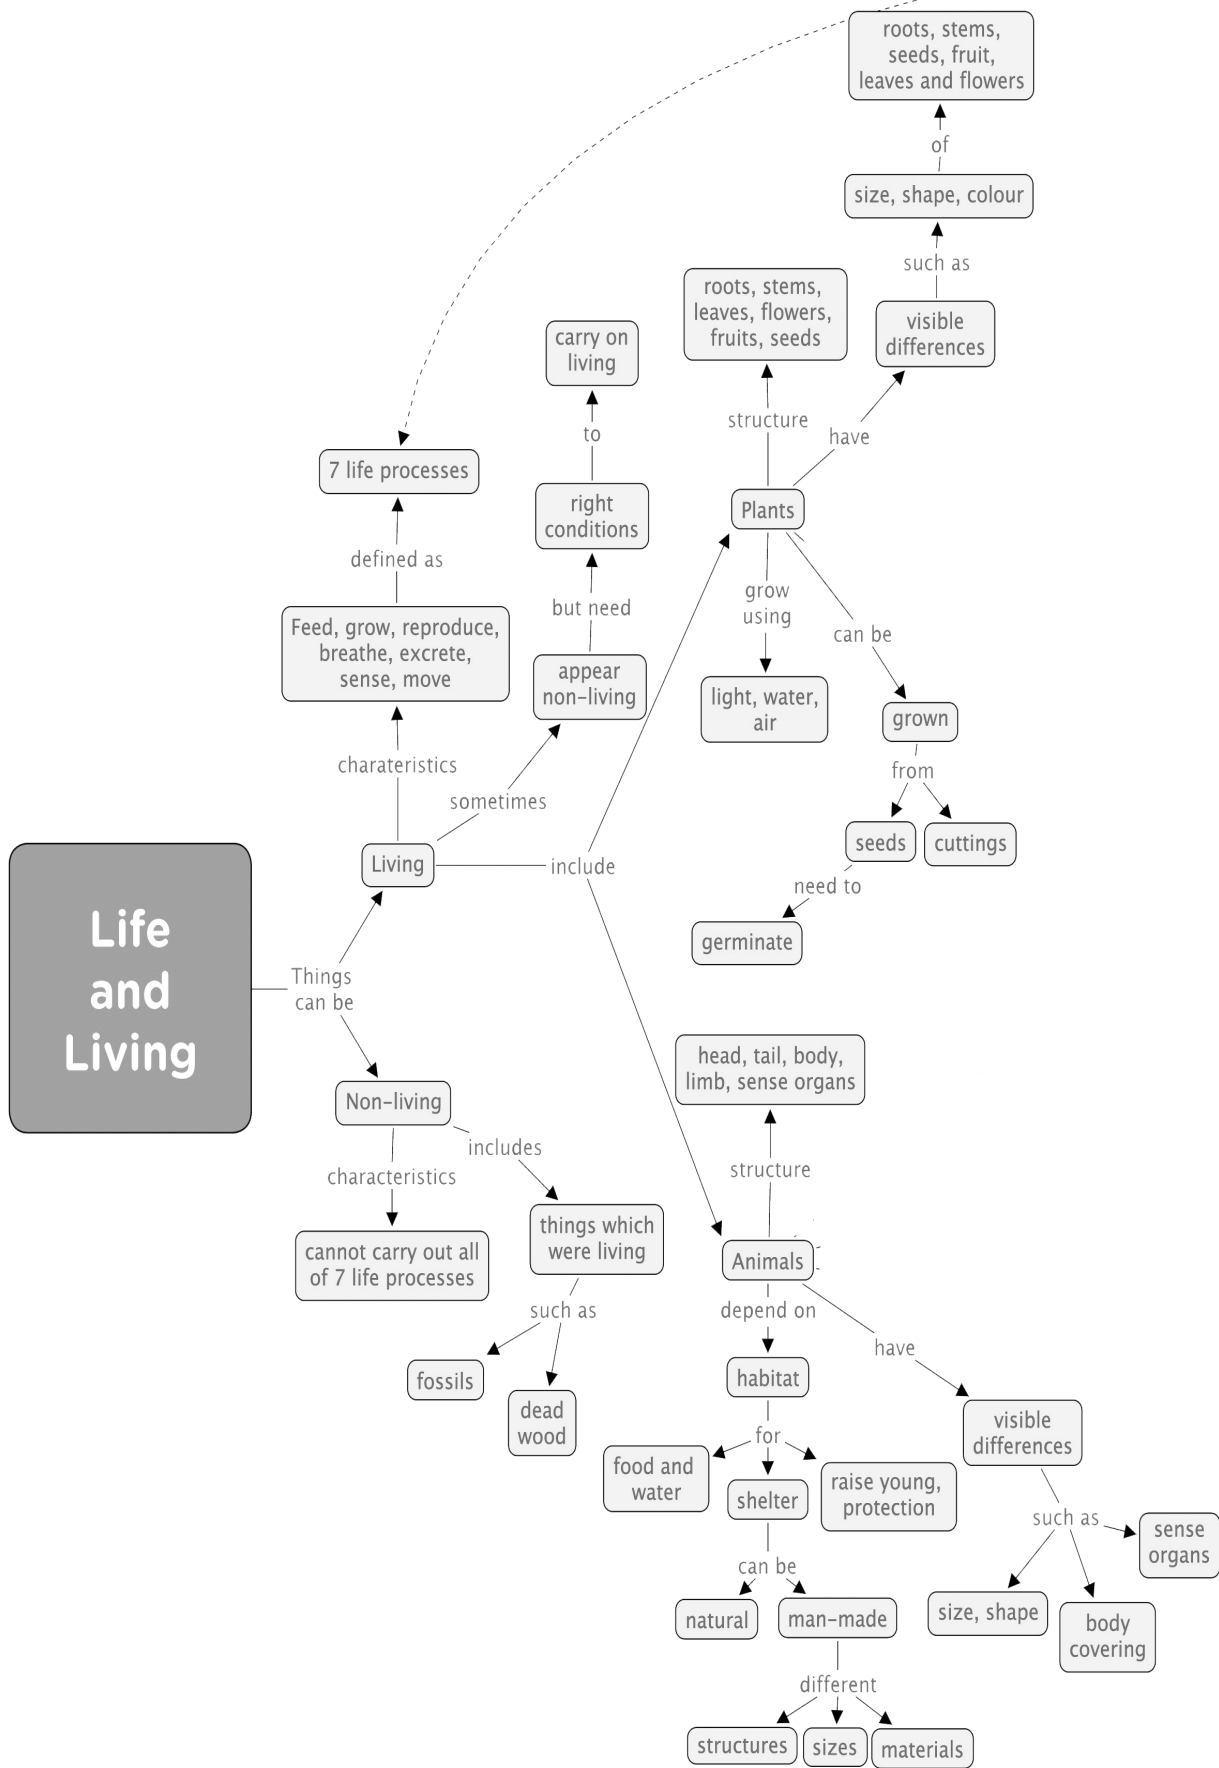 roots, stems,
seeds, fruit,
leaves and flowers
of
size, shape, colour
such as
visible
differences
roots, stems,
leaves, flowers,
fruits, seeds
structure
have
Plants
grow
using
light, water,
air
can be
grown
from
seeds
cuttings
need to
germinate
carry on
living
to
right
conditions
but need
appear
non-living
sometimes
7 life processes
defined as
Feed, grow, reproduce,
breathe, excrete,
sense, move
charateristics
Living
include
Life
and
Living
Things
can be
Non-living
characteristics
cannot carry out all
of 7 life processes
includes
things which
were living
such as
fossils
dead
wood
head, tail, body,
limb, sense organs
structure
Animals
depend on
habitat
for
food and
water
shelter
raise young,
protection
can be
natural
man-made
different
structures
sizes
materials
have
visible
differences
such as
size, shape
body
covering
sense
organs